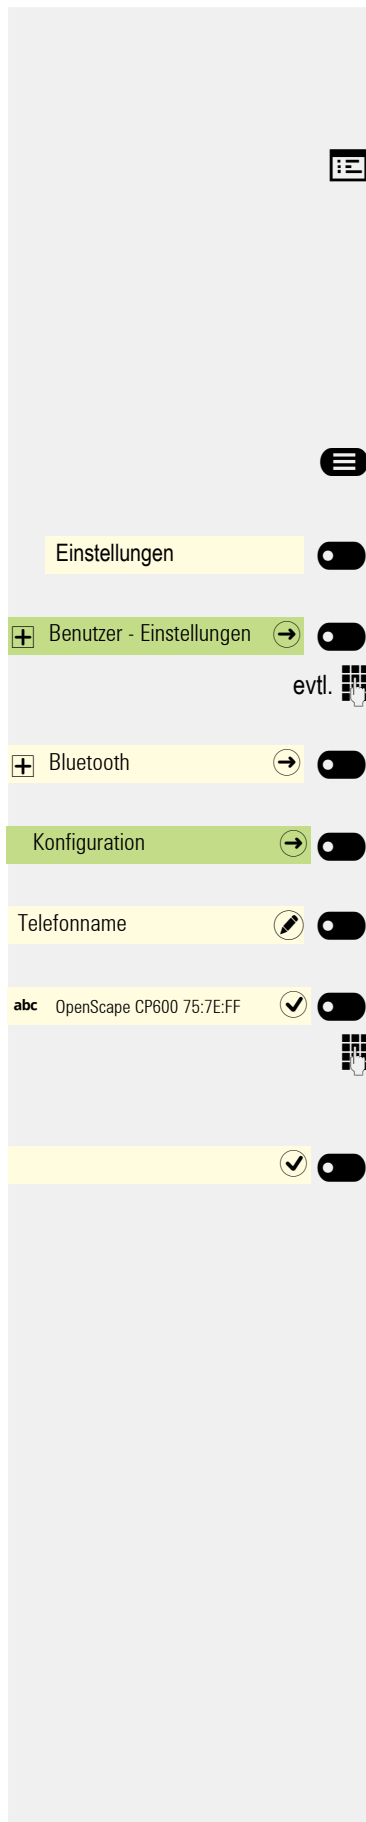 Einstellungen
Benutzer - Einstellungen
evtl.
Bluetooth
Konfiguration
Telefonname
abc OpenScape CP600 75:7E:FF